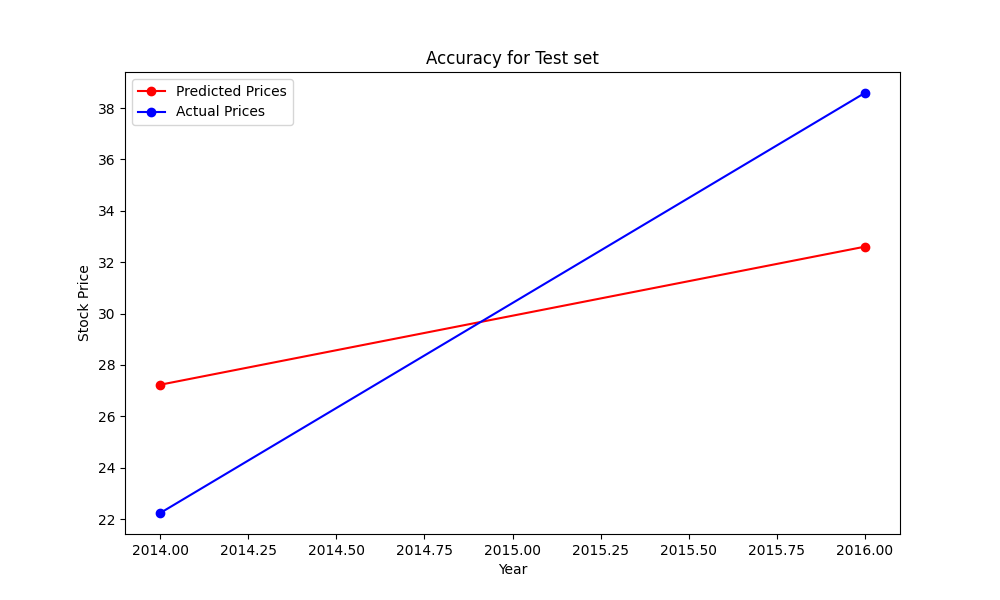 Accuracy for Test set
Predicted Prices
Actual Prices
38
36
34
32
30
28
26
24
22
Stock Price
2014.00 2014.25 2014.50 2014.75 2015.00 2015.25 2015.50 2015.75 2016.00
Year